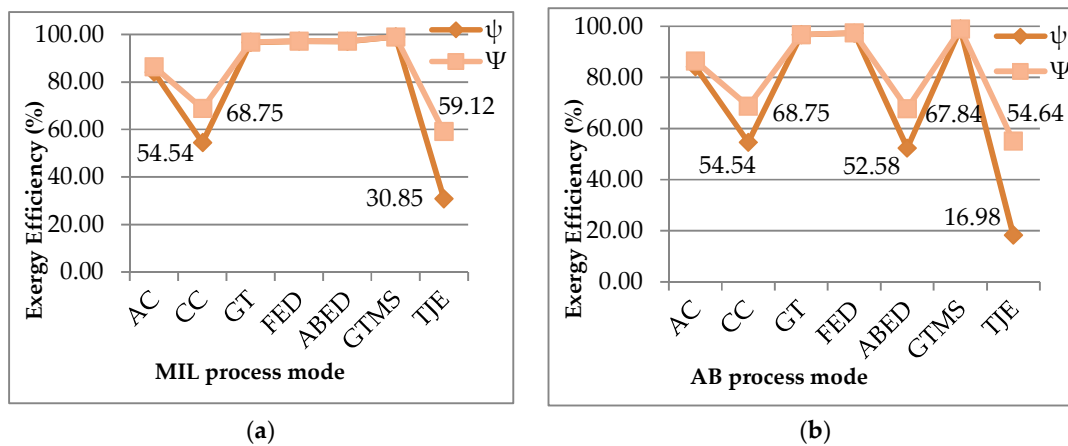 100.00
80.00
60.00
40.00
20.00
0.00
Exergy Efficiency (%)
ψ
Ψ
54.54
68.75
30.85
59.12
AC
CC
GT
FED
ABED
GTMS
TJE
MIL process mode
(a)
100.00
80.00
60.00
40.00
20.00
0.00
Exergy Efficiency (%)
ψ
Ψ
54.54
68.75
52.58
67.84
54.64
16.98
AC
CC
GT
FED
ABED
GTMS
TJE
AB process mode
(b)